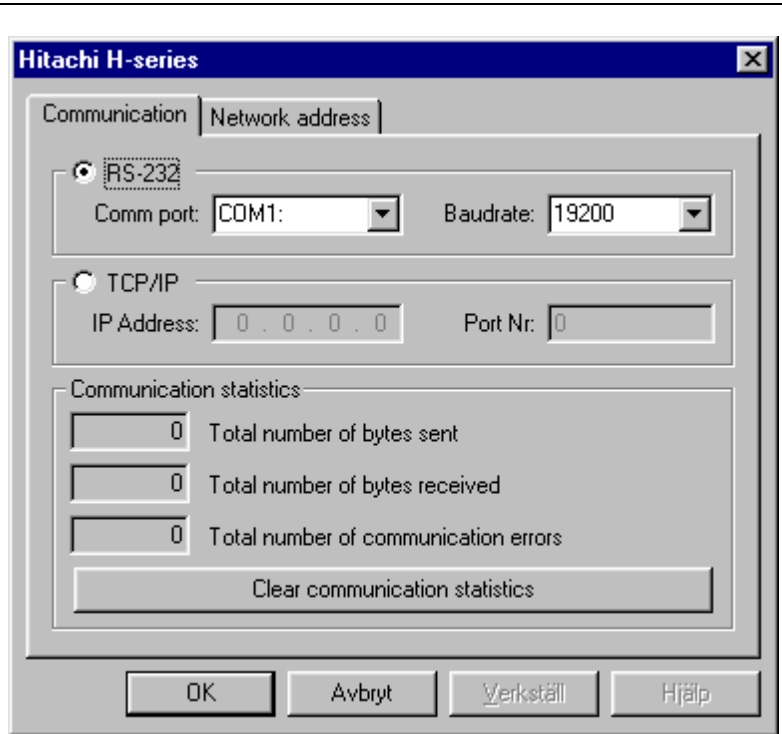 Hitachi H-series
Communication Network address
RS-232
Comm port: COM1: Baudrate: 19200
TCP/IP
IP Address: 0 . 0 . 0 . 0 Port Nr: 0
Communication statistics
0 Total number of bytes sent
0 Total number of bytes received
0 Total number of communication errors
Clear communication statistics
OK Avbryt Verkställ Hjälp